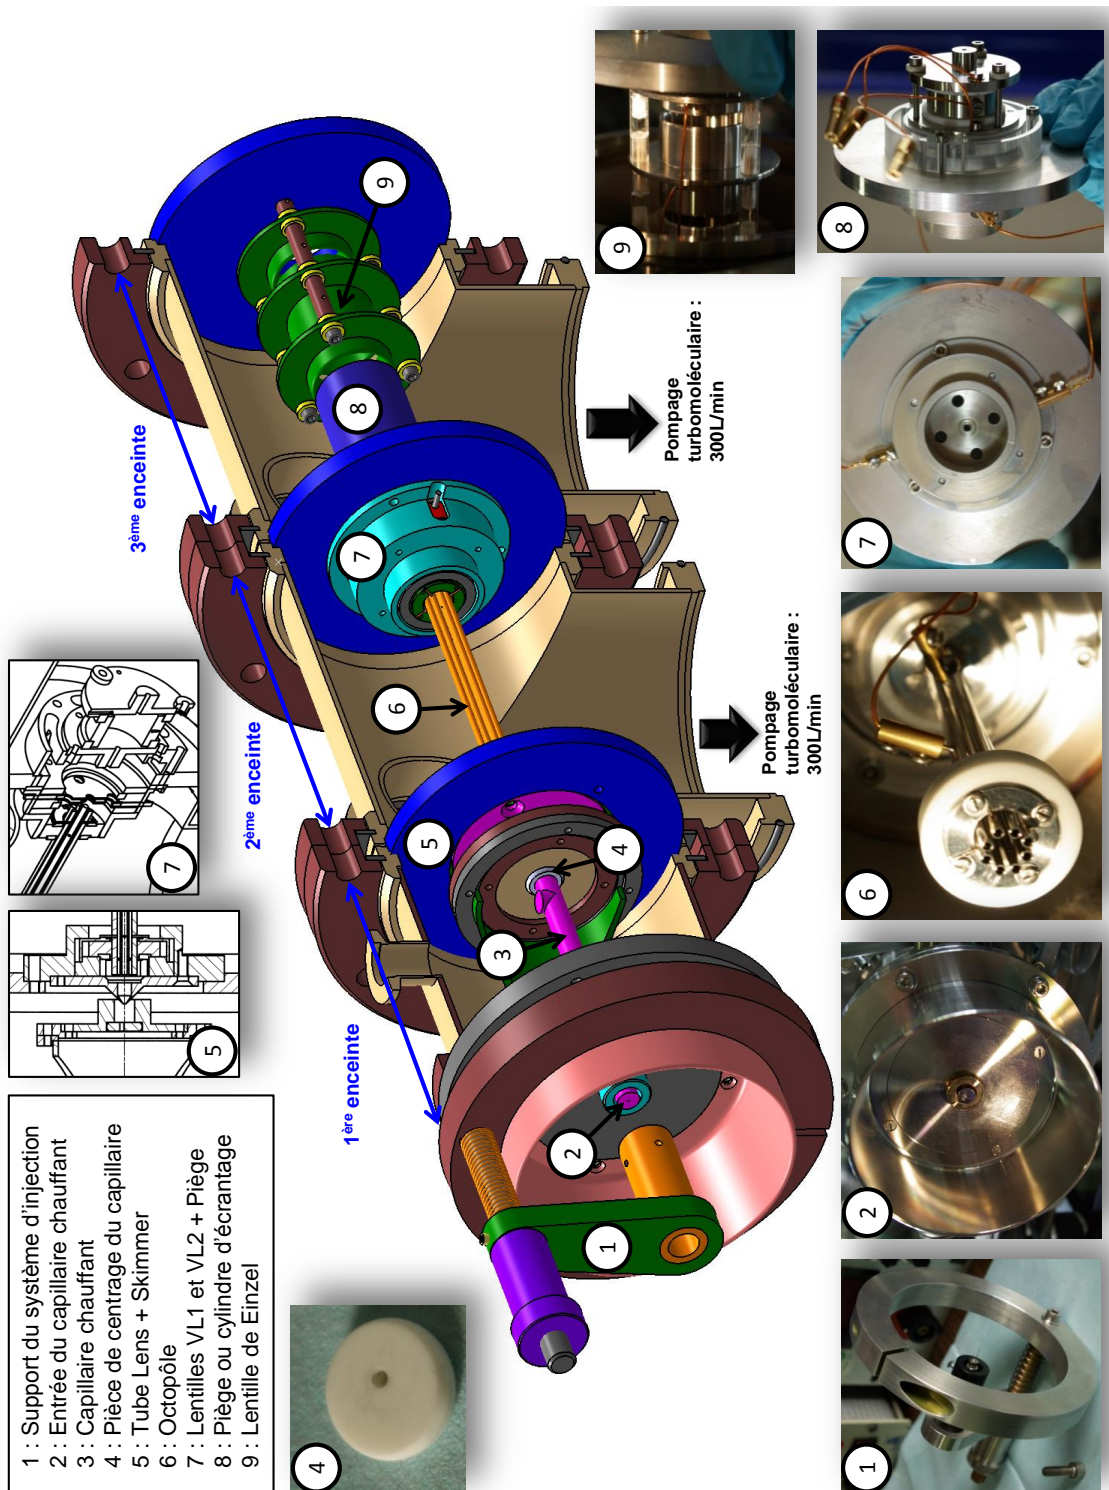 1 : Support du système d'injection
2 : Entrée du capillaire chauffant
3 : Capillaire chauffant
4 : Pièce de centrage du capillaire
5 : Tube Lens + Skimmer
6 : Octopôle
7 : Lentilles VL1 et VL2 + Piège
8 : Piège ou cylindre d'écrantage
9 : Lentille de Einzel
5
7
1ère enceinte
2ème enceinte
3ème enceinte
4
1
2
3
4
5
6
7
8
9
Pompage
turbomoléculaire :
300L/min
Pompage
turbomoléculaire :
300L/min
1
2
6
7
8
9